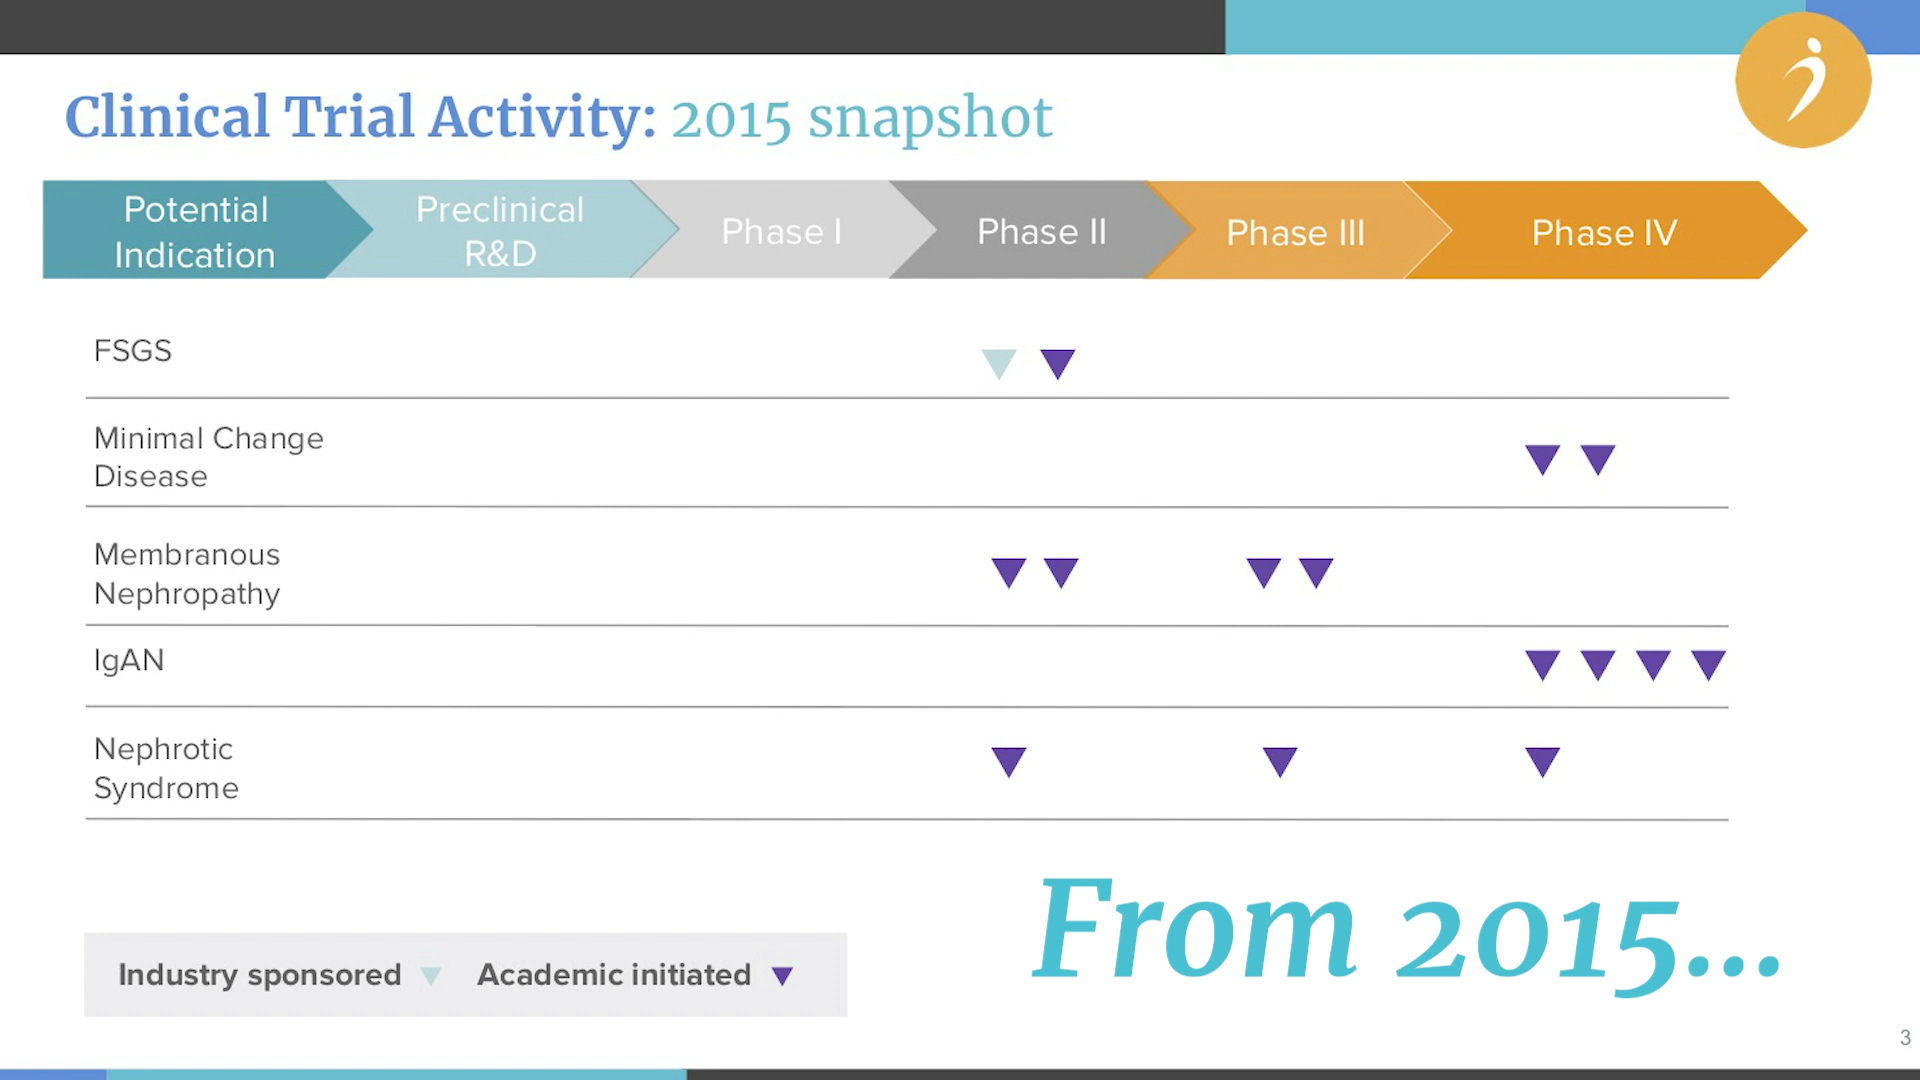 Clinical Trial Activity: 2015 snapshot
Potential
Indication
Preclinical
R&D
Phase I
Phase II
Phase III
Phase IV
FSGS
Minimal Change
Disease
Membranous
Nephropathy
IgAN
Nephrotic
Syndrome
From 2015...
Industry sponsored
Academic initiated
3